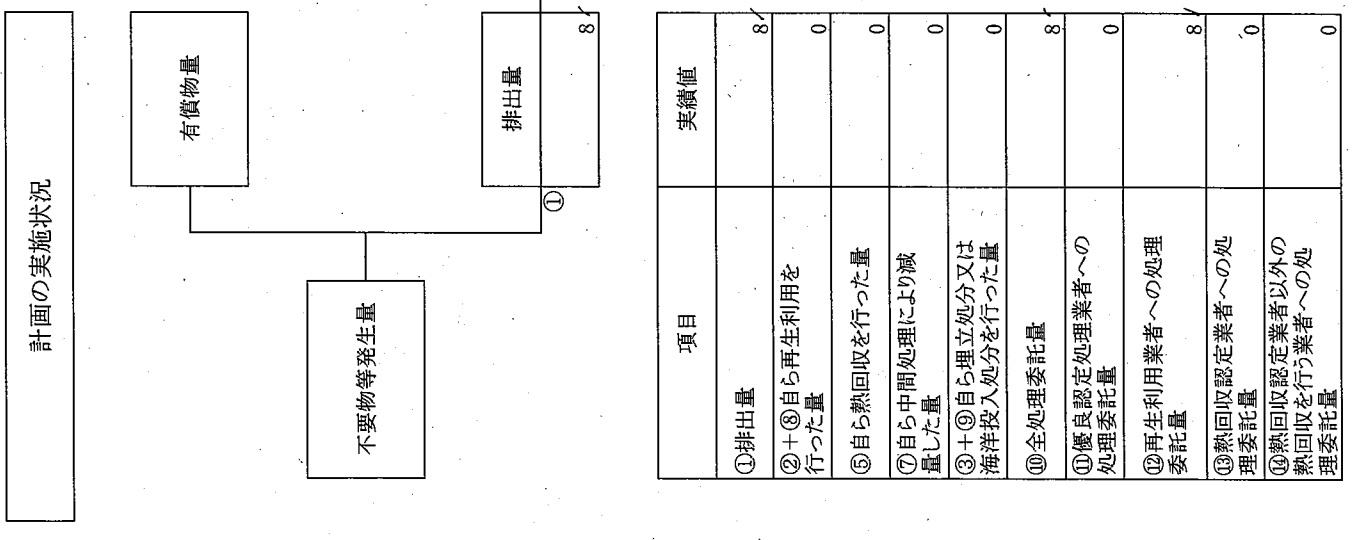 計画の実施状況
有償物量
不要物等発生量
排出量
8
①
項目
実績値
①排出量
8
②+⑧自ら再生利用を
行った量
0
⑤自ら熱回収を行った量
0
⑦自ら中間処理により減
量した量
0
③+⑨自ら埋立処分又は
海洋投入処分を行った量
0
⑩全処理委託量
8
⑪優良認定処理業者への
処理委託量
0
⑫再生利用業者への処理
委託量
8
⑬熱回収認定業者への処
理委託量
0
⑭熱回収認定業者以外の
熱回収を行う業者への処
理委託量
0